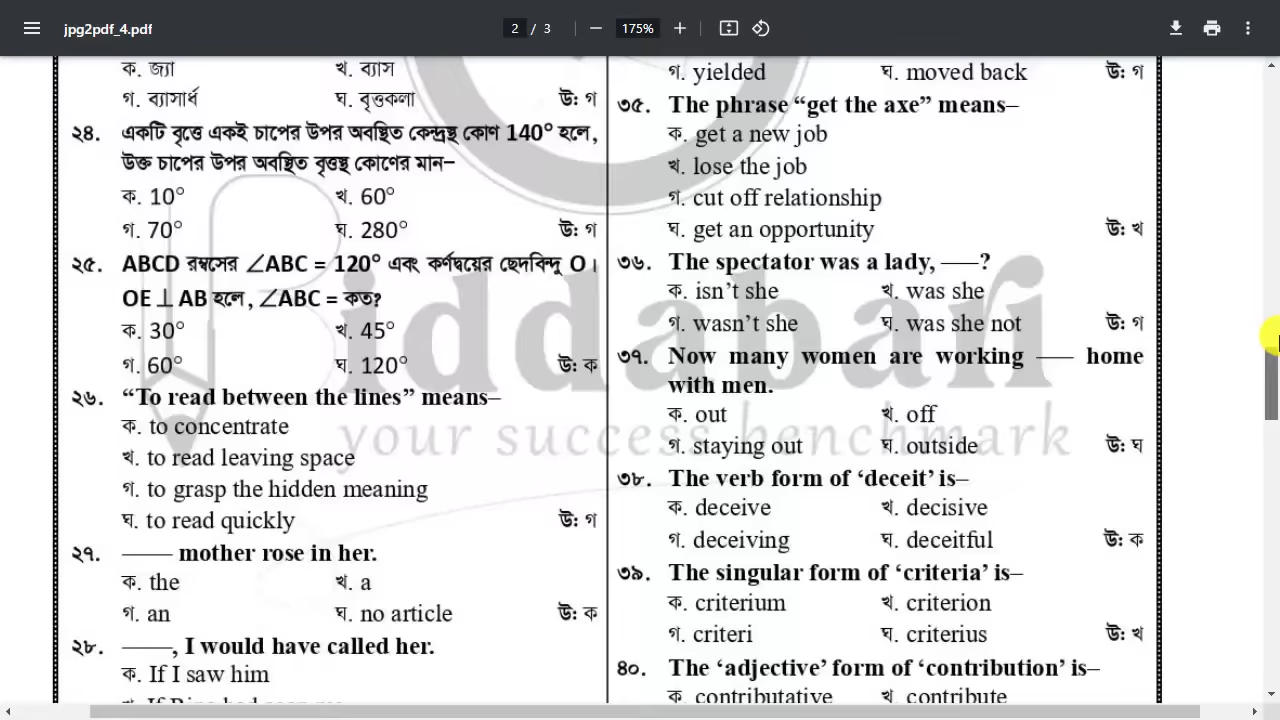 jpg2pdf_4.pdf
2 / 3
175%
ক. জ্যা খ. ব্যাস
গ. ব্যাসার্ধ ঘ. বৃত্তকলা উ: গ
২৪. একটি বৃত্তে একই চাপের উপর অবস্থিত কেন্দ্রস্থ কোণ 140° হলে,
উক্ত চাপের উপর অবস্থিত বৃত্তস্থ কোণের মান–
ক. 10° খ. 60°
গ. 70° ঘ. 280° উ: গ
২৫. ABCD রম্বসের ∠ABC = 120° এবং কর্ণদ্বয়ের ছেদবিন্দু O।
OE ⊥ AB হলে, ∠ABC = কত?
ক. 30° খ. 45°
গ. 60° ঘ. 120° উ: ক
২৬. “To read between the lines” means–
ক. to concentrate
খ. to read leaving space
গ. to grasp the hidden meaning
ঘ. to read quickly উ: গ
২৭. —— mother rose in her.
ক. the খ. a
গ. an ঘ. no article উ: ক
২৮. ——, I would have called her.
ক. If I saw him
গ. yielded ঘ. moved back উ: গ
৩৫. The phrase “get the axe” means–
ক. get a new job
খ. lose the job
গ. cut off relationship
ঘ. get an opportunity উ: খ
৩৬. The spectator was a lady, ——?
ক. isn’t she খ. was she
গ. wasn’t she ঘ. was she not উ: গ
৩৭. Now many women are working —— home
with men.
ক. out খ. off
গ. staying out ঘ. outside উ: ঘ
৩৮. The verb form of ‘deceit’ is–
ক. deceive খ. decisive
গ. deceiving ঘ. deceitful উ: ক
৩৯. The singular form of ‘criteria’ is–
ক. criterium খ. criterion
গ. criteri ঘ. criterius উ: খ
৪০. The ‘adjective’ form of ‘contribution’ is–
ক. contributative খ. contribute
Biddabari
your success benchmark